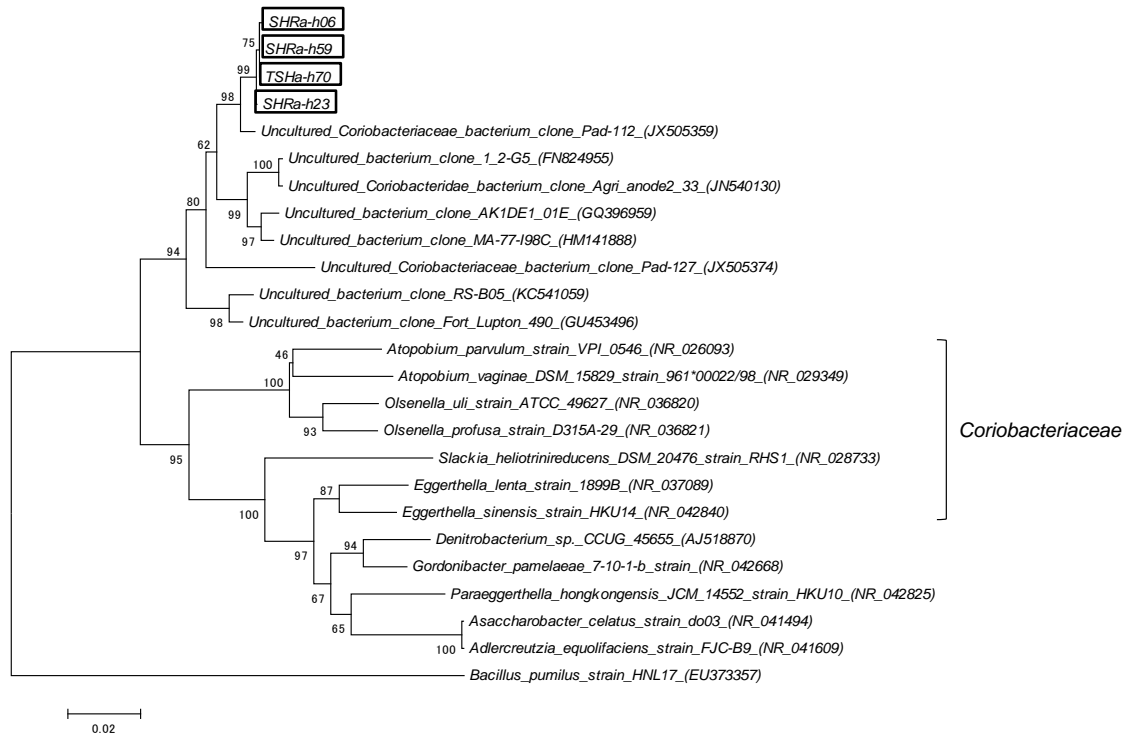 SHRa-h06
75
SHRa-h59
99
TSHa-h70
98
SHRa-h23
Uncultured_Coriobacteriaceae_bacterium_clone_Pad-112_(JX505359)
62
Uncultured_bacterium_clone_1_2-G5_(FN824955)
100
Uncultured_Coriobacteridae_bacterium_clone_Agri_anode2_33_(JN540130)
80
99
Uncultured_bacterium_clone_AK1DE1_01E_(GQ396959)
97
Uncultured_bacterium_clone_MA-77-I98C_(HM141888)
94
Uncultured_Coriobacteriaceae_bacterium_clone_Pad-127_(JX505374)
Uncultured_bacterium_clone_RS-B05_(KC541059)
98
Uncultured_bacterium_clone_Fort_Lupton_490_(GU453496)
Atopobium_parvulum_strain_VPI_0546_(NR_026093)
46
100
Atopobium_vaginae_DSM_15829_strain_961*00022/98_(NR_029349)
Olsenella_uli_strain_ATCC_49627_(NR_036820)
93
Olsenella_profusa_strain_D315A-29_(NR_036821)
Coriobacteriaceae
95
Slackia_heliotrinireducens_DSM_20476_strain_RHS1_(NR_028733)
87
Eggerthella_lenta_strain_1899B_(NR_037089)
100
Eggerthella_sinensis_strain_HKU14_(NR_042840)
97
94
Denitrobacterium_sp._CCUG_45655_(AJ518870)
Gordonibacter_pamelaeae_7-10-1-b_strain_(NR_042668)
67
Paraeggerthella_hongkongensis_JCM_14552_strain_HKU10_(NR_042825)
65
Asaccharobacter_celatus_strain_do03_(NR_041494)
100
Adlercreutzia_equolifaciens_strain_FJC-B9_(NR_041609)
Bacillus_pumilus_strain_HNL17_(EU373357)
0.02